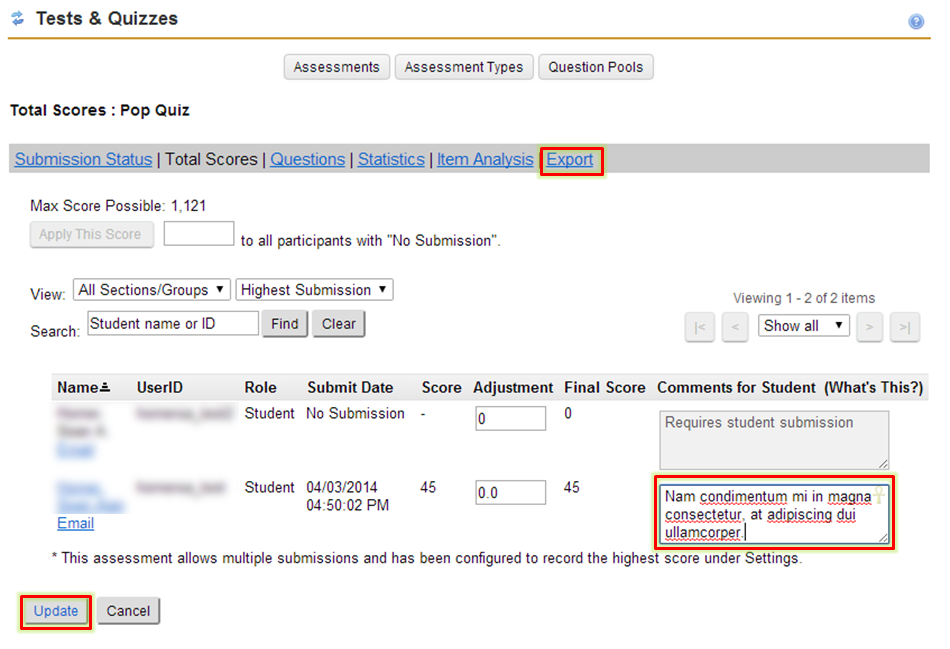 Tests & Quizzes
?
Assessments Assessment Types Question Pools
Total Scores : Pop Quiz
Submission Status | Total Scores | Questions | Statistics | Item Analysis Export
Max Score Possible: 1,121
Apply This Score to all participants with "No Submission".
View: All Sections/Groups ▼ Highest Submission ▼
Viewing 1 - 2 of 2 items
Search: Student name or ID Find Clear
|< < Show all ▼ > >|
Name UserID Role Submit Date Score Adjustment Final Score Comments for Student (What's This?)
Student No Submission - 0 0 Requires student submission
Student 04/03/2014 45 0.0 45 Nam condimentum mi in magna
04:50:02 PM consectetur, at adipiscing dui
Email ullamcorper.
* This assessment allows multiple submissions and has been configured to record the highest score under Settings.
Update Cancel